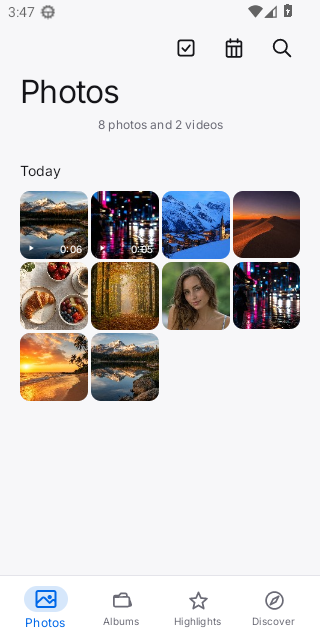 3:47
Photos
8 photos and 2 videos
Today
0:06
0:05
Photos
Albums
Highlights
Discover